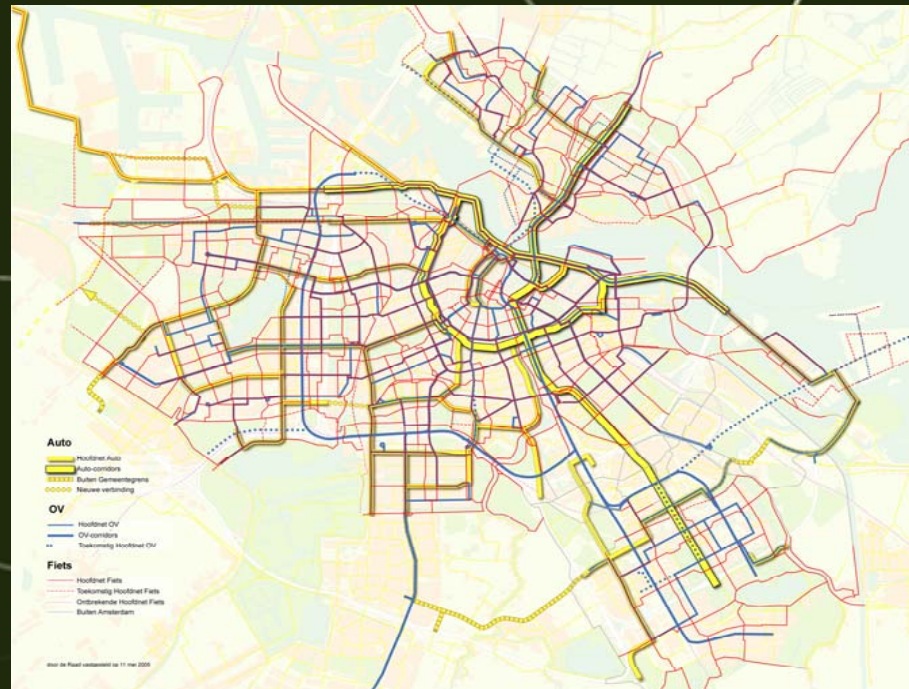 Auto
Hoofdnet Auto
Auto-corridors
Buiten Gemeentegrens
Nieuwe verbinding
OV
Hoofdnet OV
OV-corridors
Toekomstig Hoofdnet OV
Fiets
Hoofdnet Fiets
Toekomstig Hoofdnet Fiets
Ontbrekende Hoofdnet Fiets
Buiten Amsterdam
door de Raad vastgesteld op 11 mei 2005